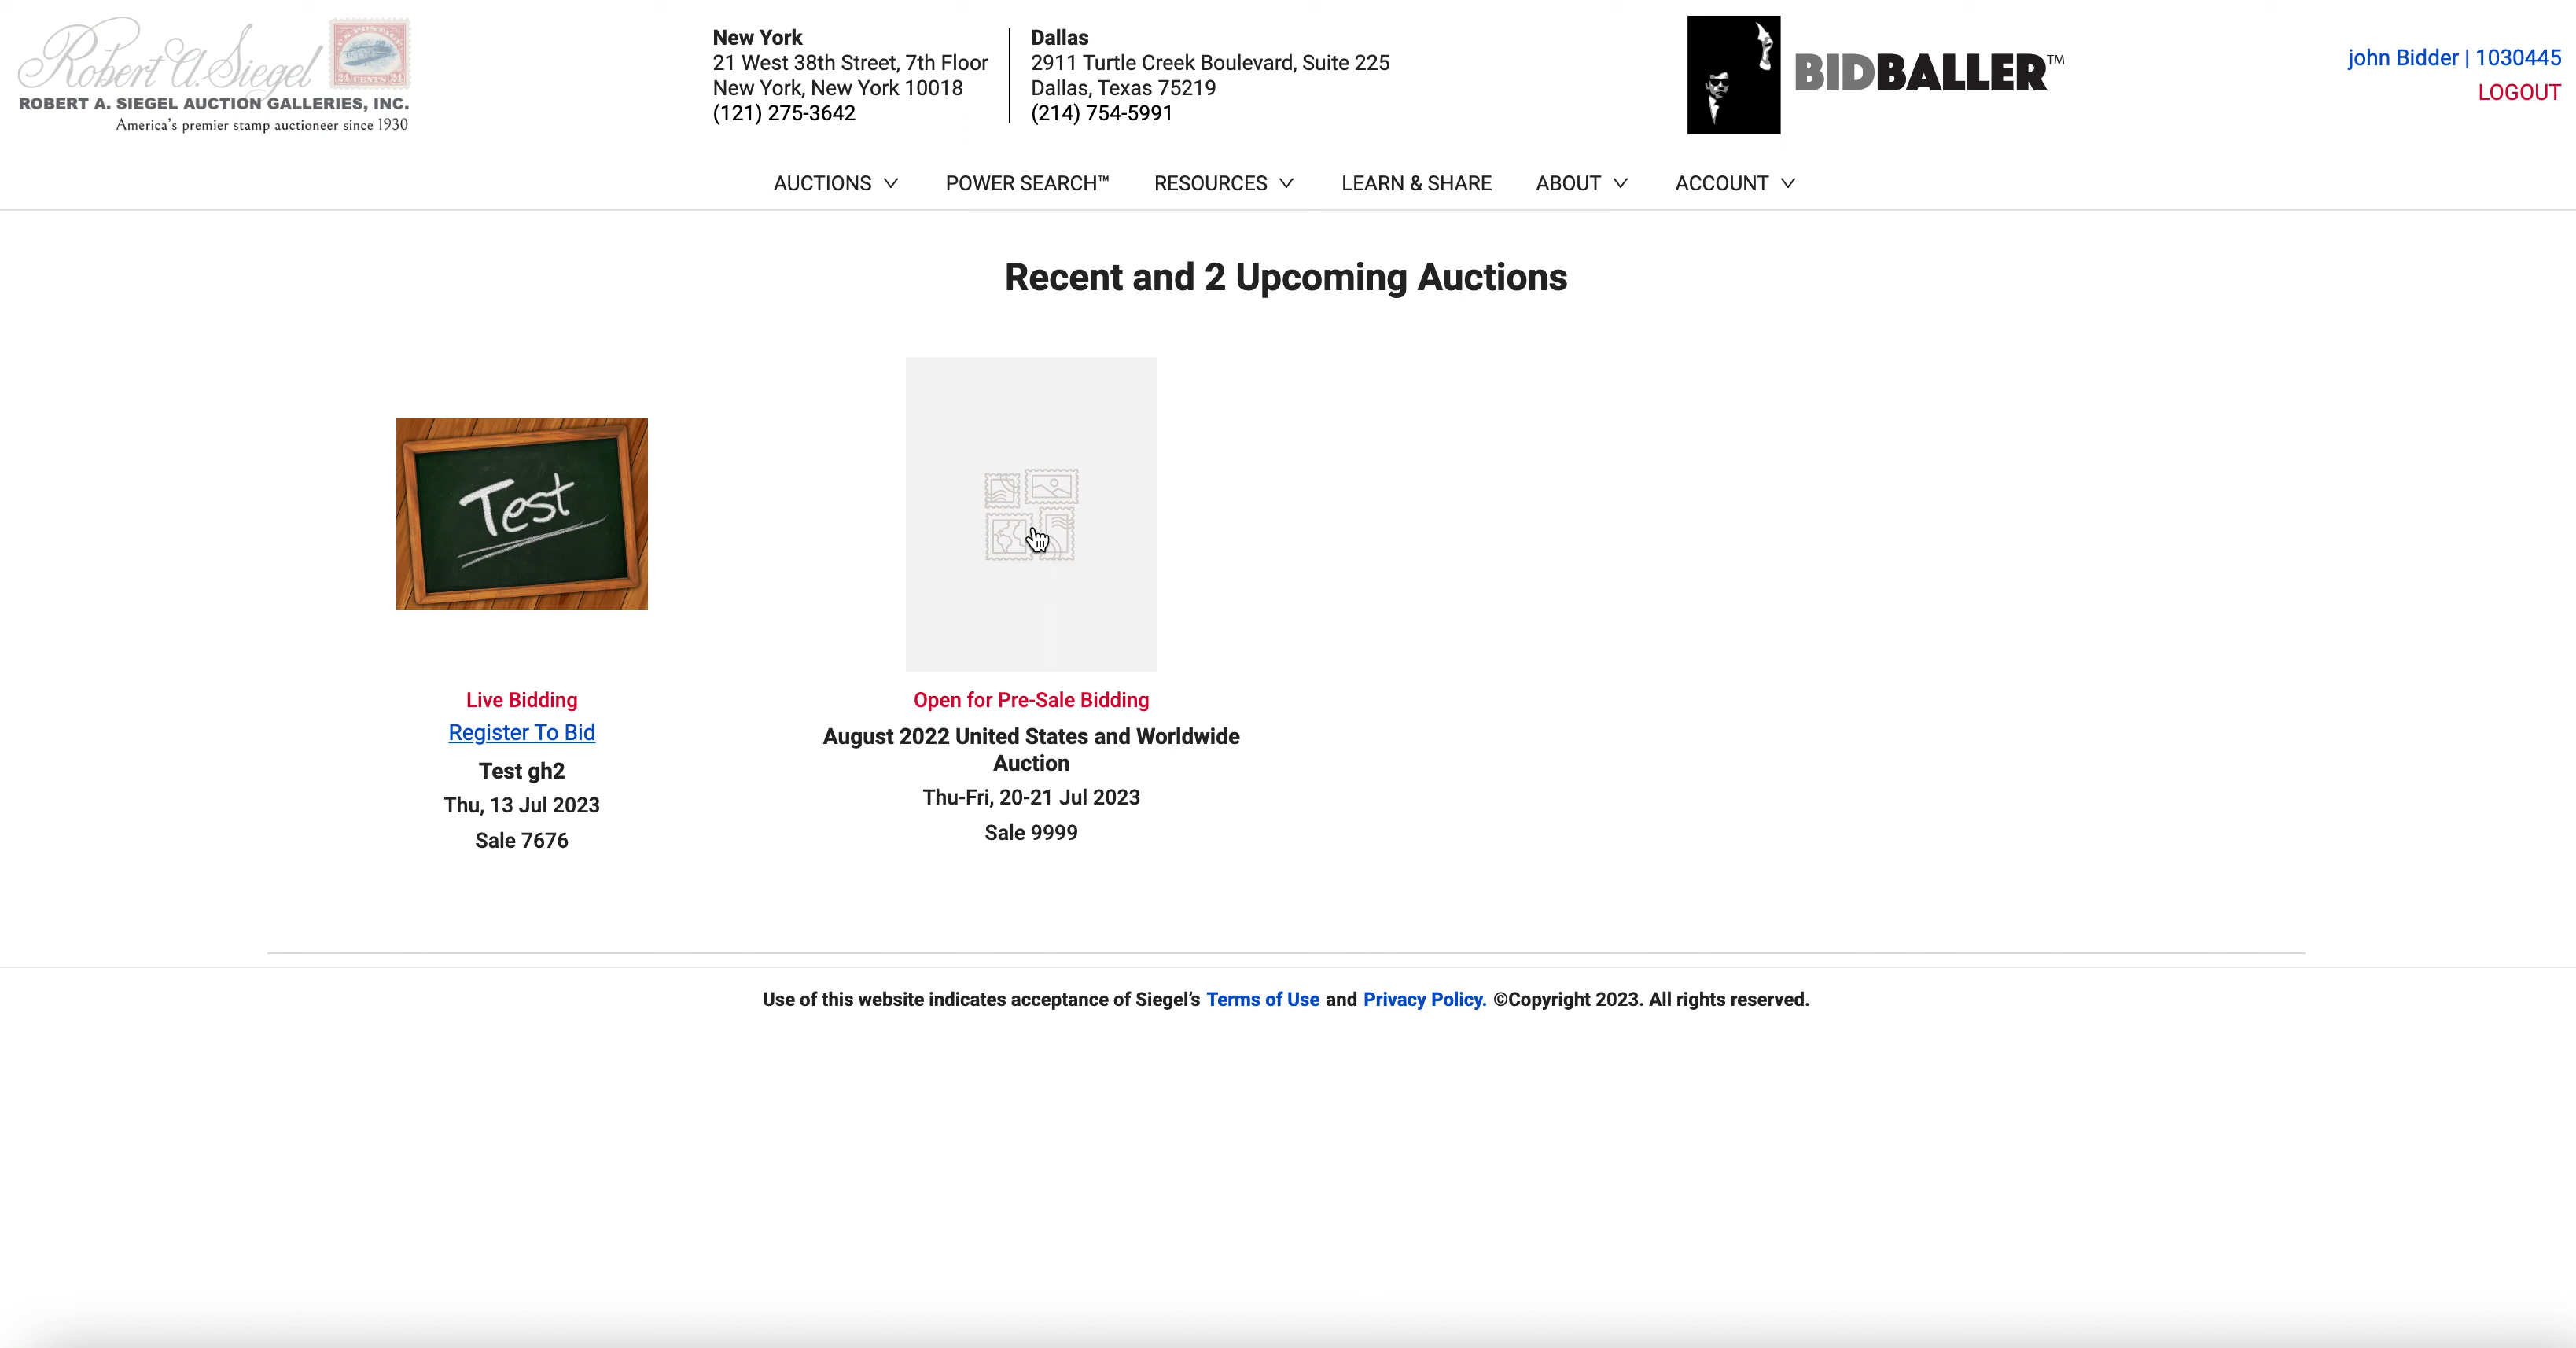 Robert A. Siegel
U.S. POSTAGE
24 CENTS 24
ROBERT A. SIEGEL AUCTION GALLERIES, INC.
America's premier stamp auctioneer since 1930
New York
21 West 38th Street, 7th Floor
New York, New York 10018
(121) 275-3642
Dallas
2911 Turtle Creek Boulevard, Suite 225
Dallas, Texas 75219
(214) 754-5991
BIDBALLER™
john Bidder | 1030445
LOGOUT
AUCTIONS
POWER SEARCH™
RESOURCES
LEARN & SHARE
ABOUT
ACCOUNT
Recent and 2 Upcoming Auctions
Test
Live Bidding
Register To Bid
Test gh2
Thu, 13 Jul 2023
Sale 7676
Open for Pre-Sale Bidding
August 2022 United States and Worldwide
Auction
Thu-Fri, 20-21 Jul 2023
Sale 9999
Use of this website indicates acceptance of Siegel’s Terms of Use and Privacy Policy. ©Copyright 2023. All rights reserved.